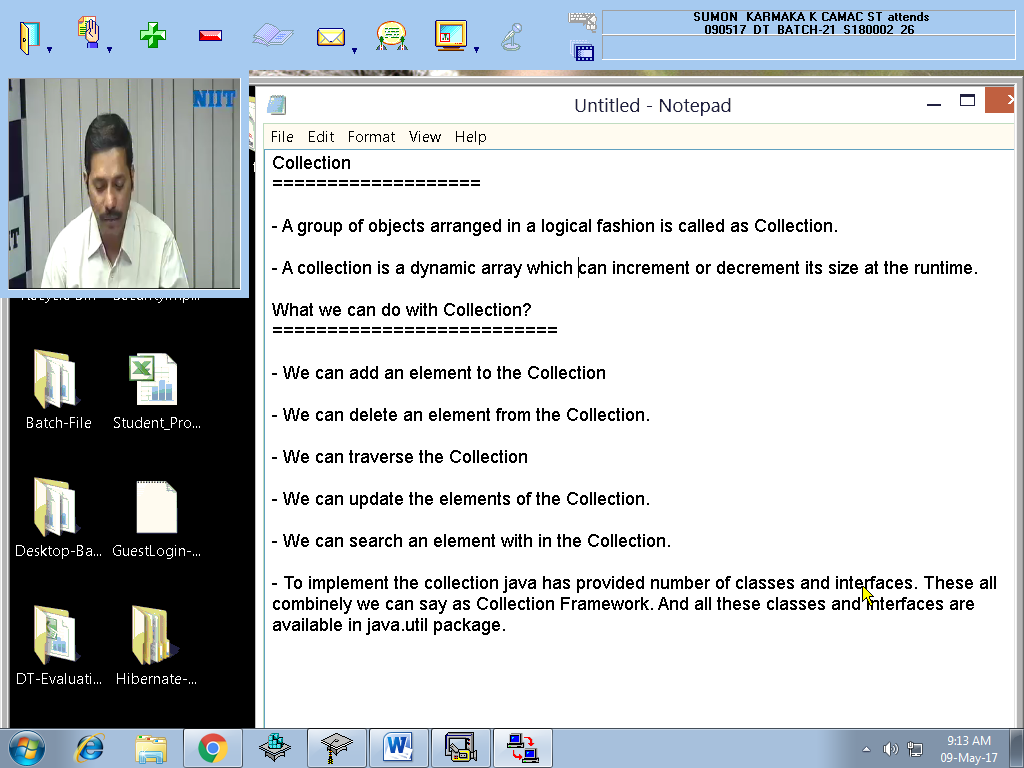 SUMON KARMAKA K CAMAC ST attends
090517_DT_BATCH-21_S180002_26
NIIT
Untitled - Notepad
File Edit Format View Help
Collection
===================
- A group of objects arranged in a logical fashion is called as Collection.
- A collection is a dynamic array which can increment or decrement its size at the runtime.
What we can do with Collection?
==========================
- We can add an element to the Collection
- We can delete an element from the Collection.
- We can traverse the Collection
- We can update the elements of the Collection.
- We can search an element with in the Collection.
- To implement the collection java has provided number of classes and interfaces. These all
combinely we can say as Collection Framework. And all these classes and interfaces are
available in java.util package.
Batch-File Student_Pro...
Desktop-Ba... GuestLogin-...
DT-Evaluati... Hibernate-...
9:13 AM
09-May-17